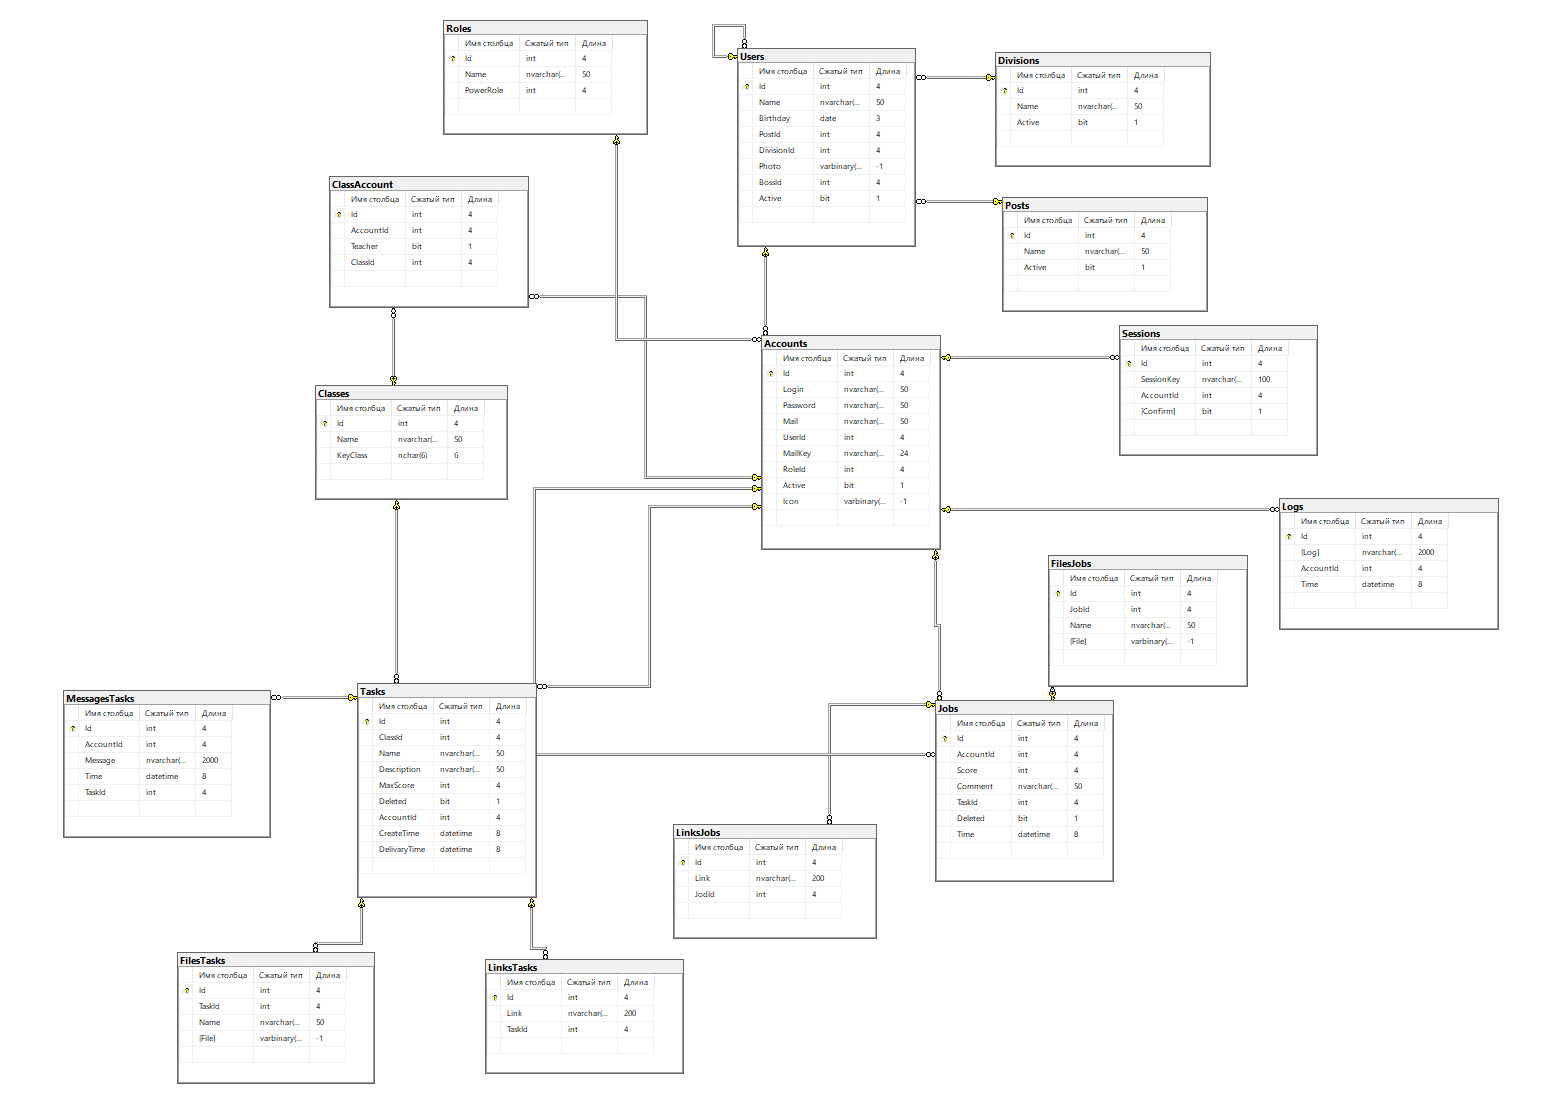 Roles
Имя столбца Сжатый тип Длина
Id int 4
Name nvarchar(... 50
PowerRole int 4
Users
Имя столбца Сжатый тип Длина
Id int 4
Name nvarchar(... 50
Birthday date 3
PostId int 4
DivisionId int 4
Photo varbinary(... -1
BossId int 4
Active bit 1
Divisions
Имя столбца Сжатый тип Длина
Id int 4
Name nvarchar(... 50
Active bit 1
ClassAccount
Имя столбца Сжатый тип Длина
Id int 4
AccountId int 4
Teacher bit 1
ClassId int 4
Posts
Имя столбца Сжатый тип Длина
Id int 4
Name nvarchar(... 50
Active bit 1
Accounts
Имя столбца Сжатый тип Длина
Id int 4
Login nvarchar(... 50
Password nvarchar(... 50
Mail nvarchar(... 50
UserId int 4
MailKey nvarchar(... 24
RoleId int 4
Active bit 1
Icon varbinary(... -1
Sessions
Имя столбца Сжатый тип Длина
Id int 4
SessionKey nvarchar(... 100
AccountId int 4
[Confirm] bit 1
Classes
Имя столбца Сжатый тип Длина
Id int 4
Name nvarchar(... 50
KeyClass nchar(6) 6
Logs
Имя столбца Сжатый тип Длина
Id int 4
[Log] nvarchar(... 2000
AccountId int 4
Time datetime 8
FilesJobs
Имя столбца Сжатый тип Длина
Id int 4
JobId int 4
Name nvarchar(... 50
[File] varbinary(... -1
MessagesTasks
Имя столбца Сжатый тип Длина
Id int 4
AccountId int 4
Message nvarchar(... 2000
Time datetime 8
TaskId int 4
Tasks
Имя столбца Сжатый тип Длина
Id int 4
ClassId int 4
Name nvarchar(... 50
Description nvarchar(... 50
MaxScore int 4
Deleted bit 1
AccountId int 4
CreateTime datetime 8
DelivaryTime datetime 8
Jobs
Имя столбца Сжатый тип Длина
Id int 4
AccountId int 4
Score int 4
Comment nvarchar(... 50
TaskId int 4
Deleted bit 1
Time datetime 8
LinksJobs
Имя столбца Сжатый тип Длина
Id int 4
Link nvarchar(... 200
JodId int 4
FilesTasks
Имя столбца Сжатый тип Длина
Id int 4
TaskId int 4
Name nvarchar(... 50
[File] varbinary(... -1
LinksTasks
Имя столбца Сжатый тип Длина
Id int 4
Link nvarchar(... 200
TaskId int 4